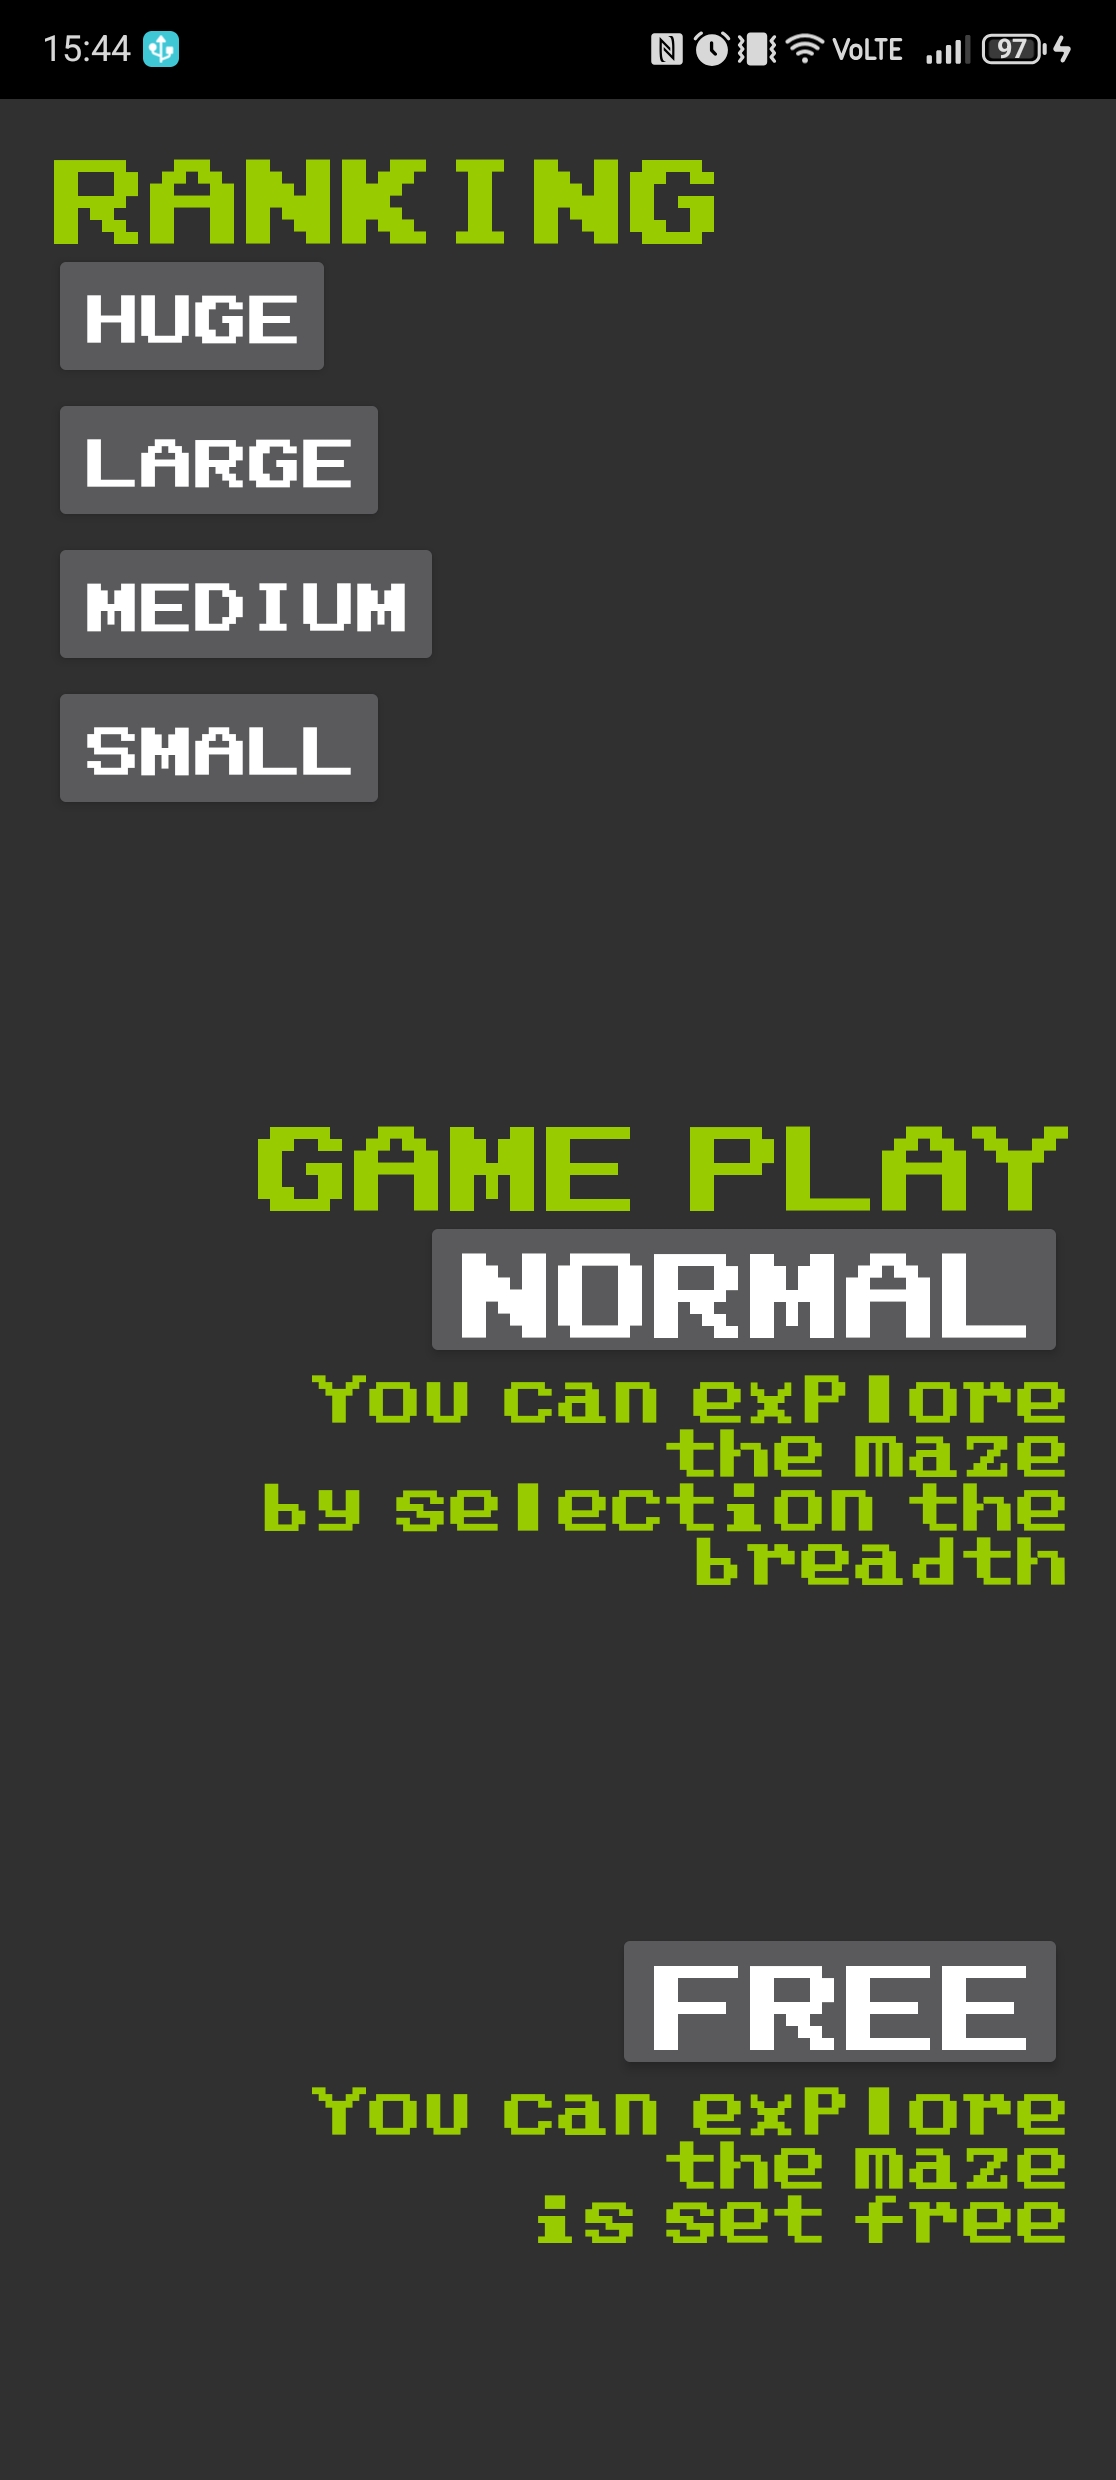 15:44
VoLTE
97
RANKING
HUGE
LARGE
MEDIUM
SMALL
GAME PLAY
NORMAL
You can explore
the maze
by selection the
breadth
FREE
You can explore
the maze
is set free